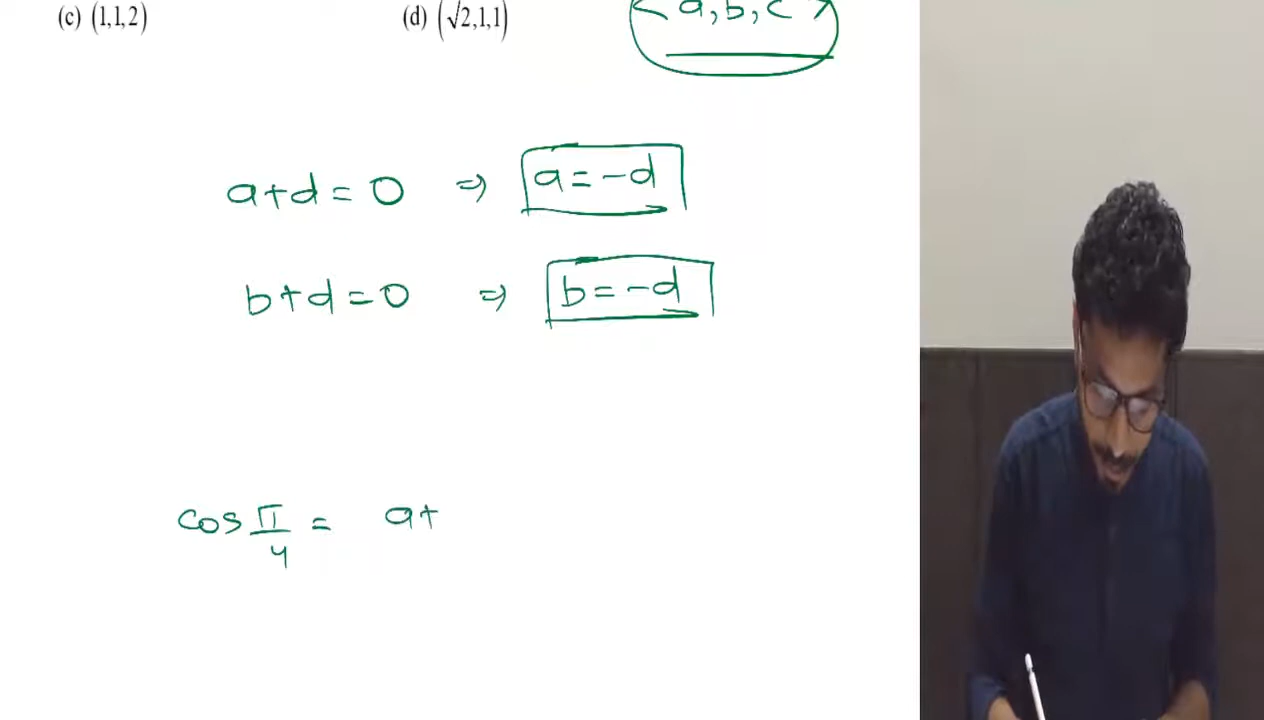 (c) (1,1,2) (d) (√2,1,1) < a, b, c >
a+d = 0 ⇒ a = -d
b+d = 0 ⇒ b = -d
cos π/4 = a+